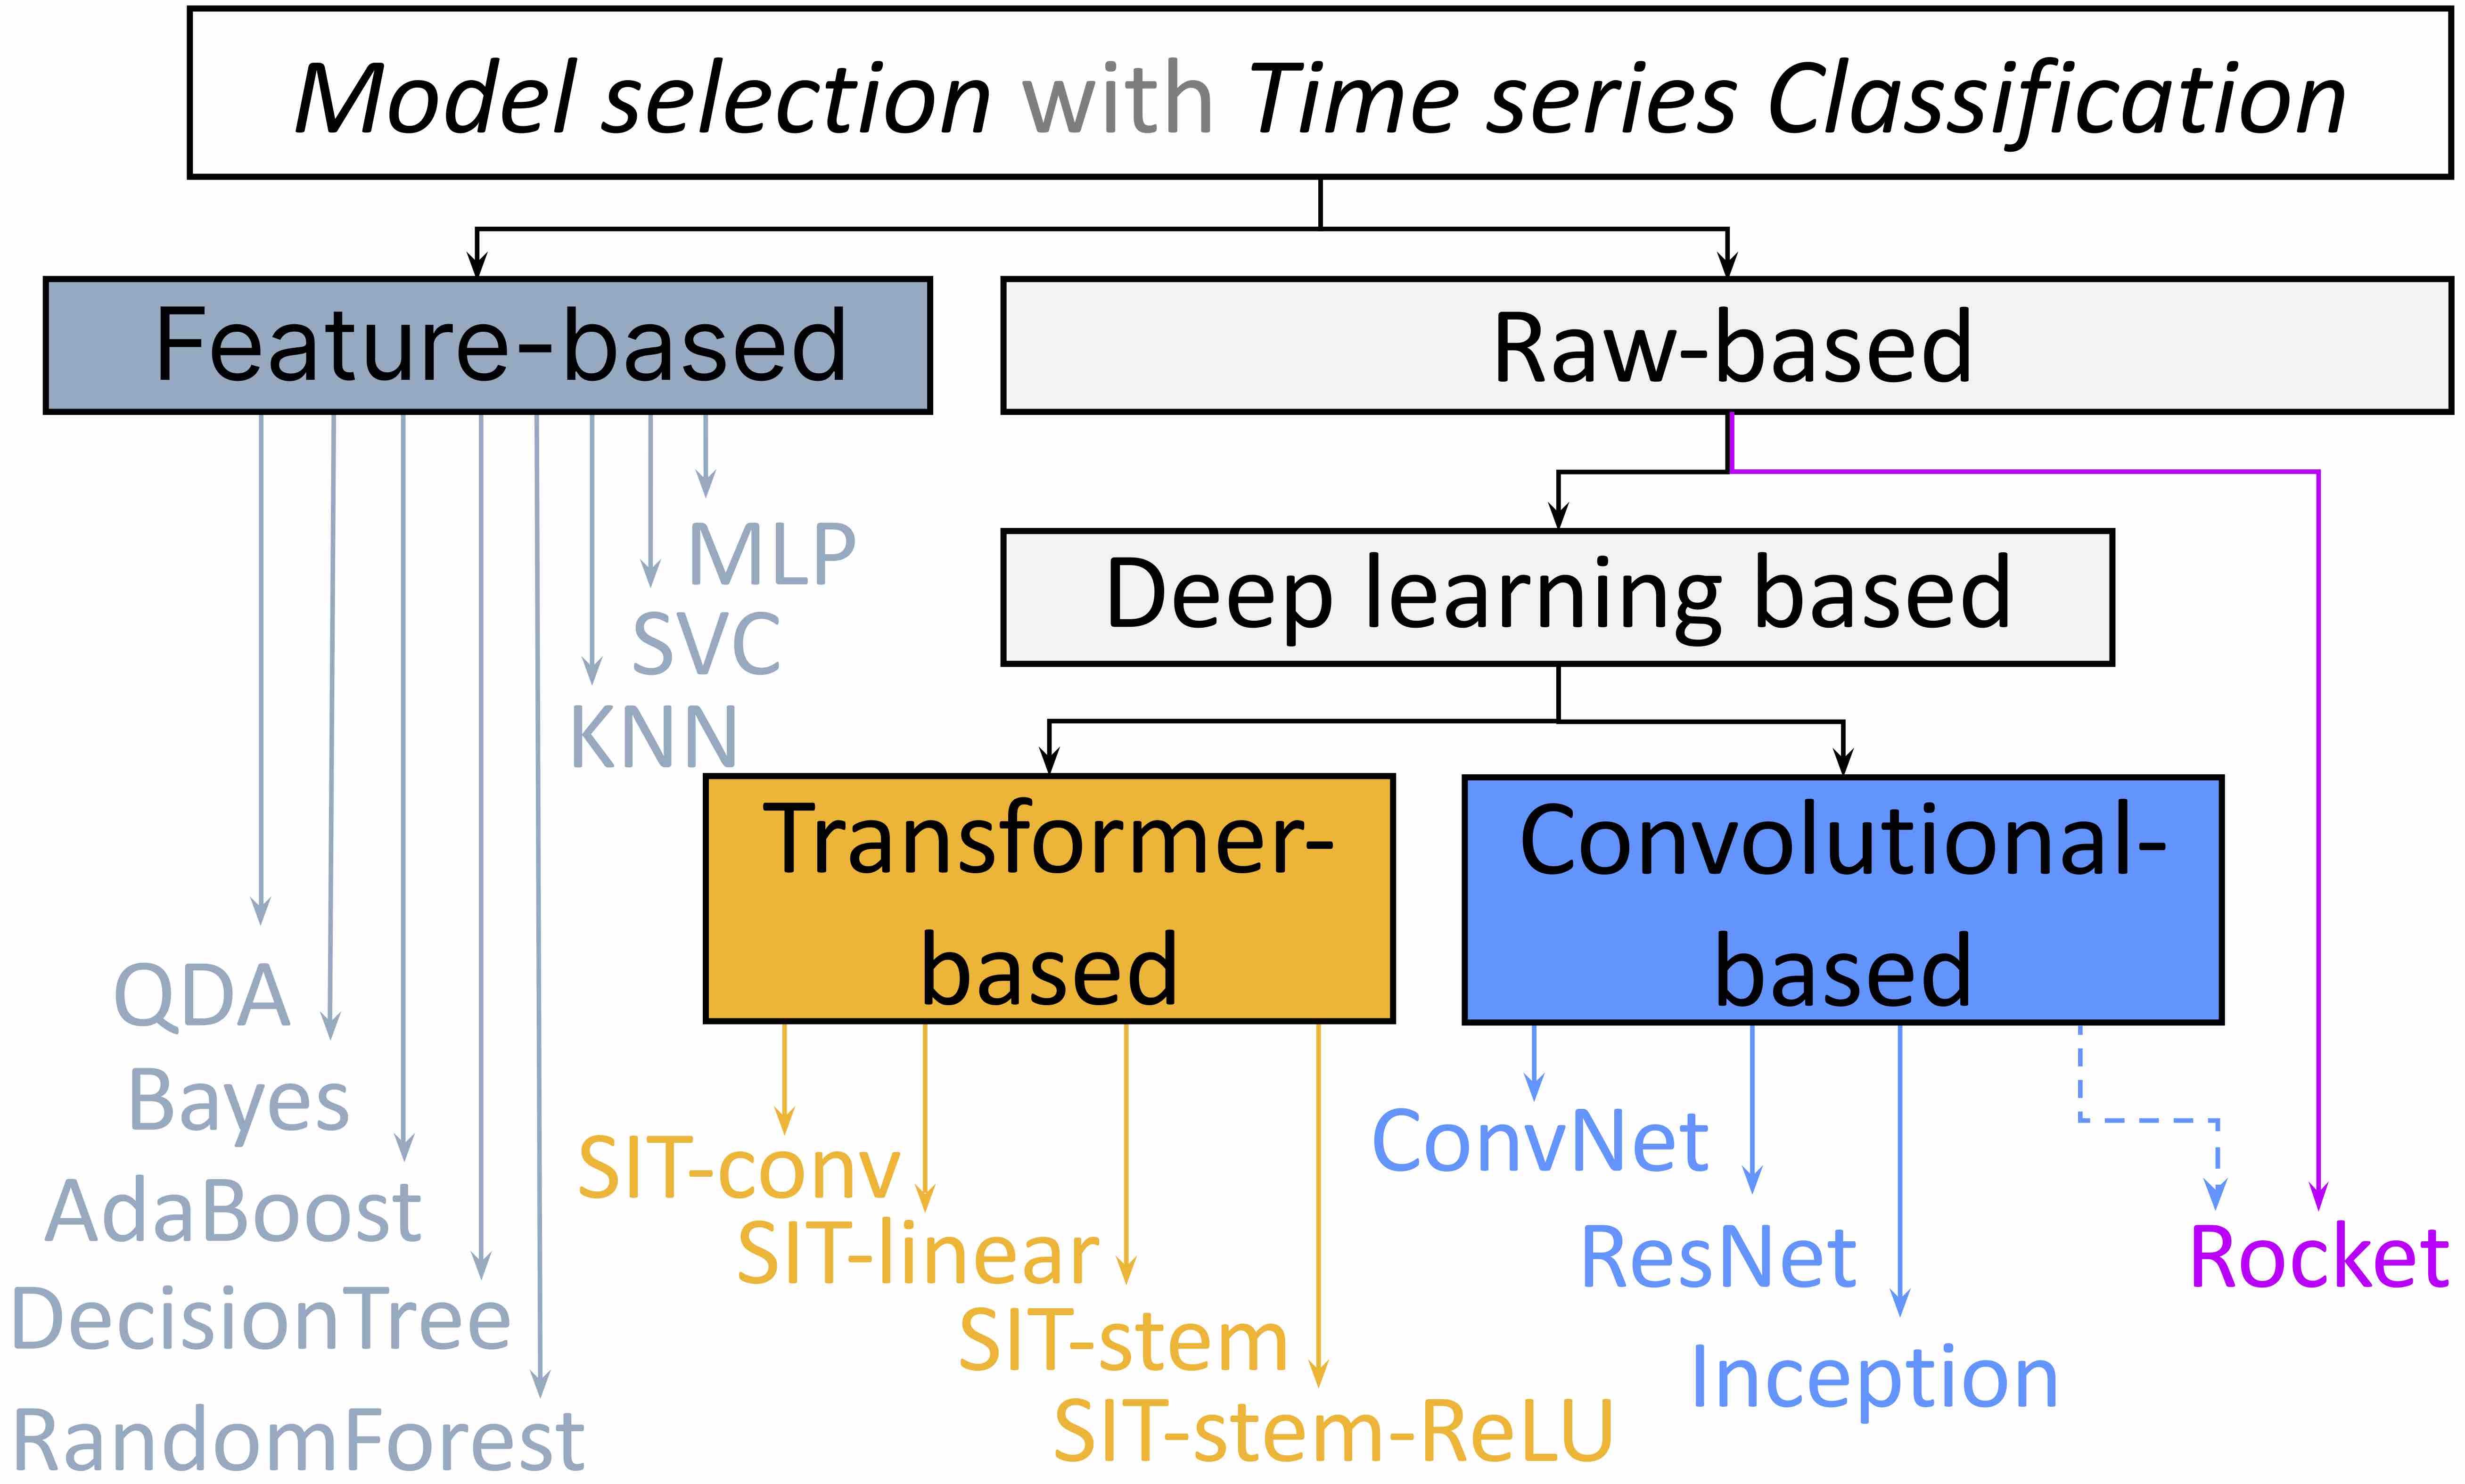 Model selection with Time series Classification
Feature-based
Raw-based
Deep learning based
MLP
SVC
KNN
Transformer-
based
Convolutional-
based
QDA
Bayes
AdaBoost
DecisionTree
RandomForest
SIT-conv
SIT-linear
SIT-stem
SIT-stem-ReLU
ConvNet
ResNet
Inception
Rocket